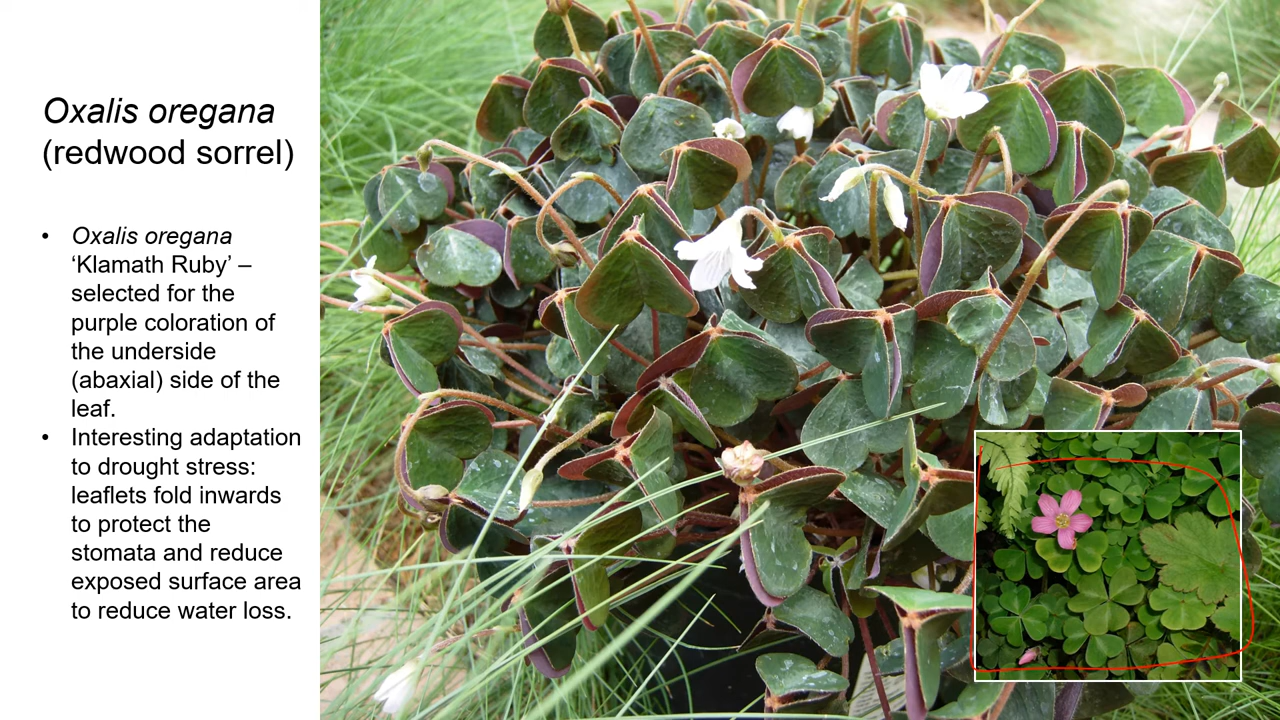 Oxalis oregana
(redwood sorrel)
• Oxalis oregana
‘Klamath Ruby’ –
selected for the
purple coloration of
the underside
(abaxial) side of the
leaf.
• Interesting adaptation
to drought stress:
leaflets fold inwards
to protect the
stomata and reduce
exposed surface area
to reduce water loss.